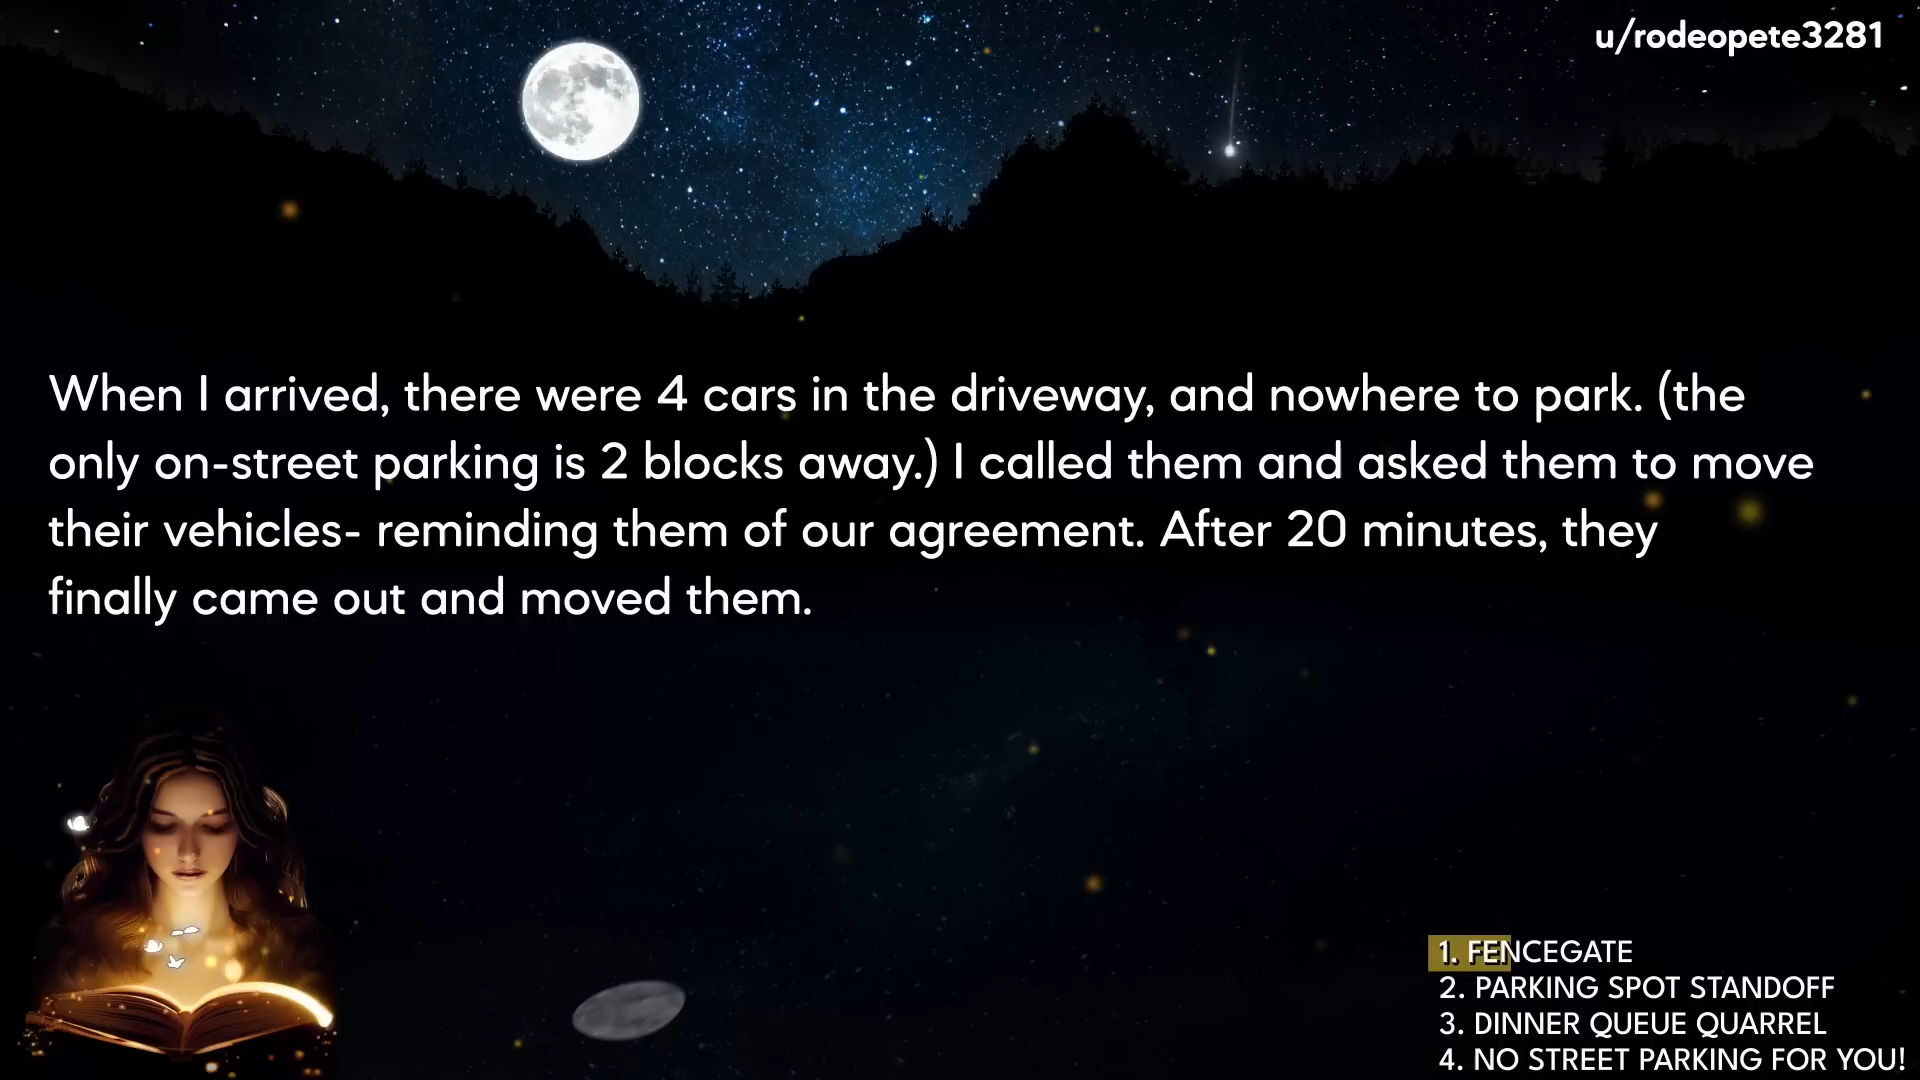 u/rodeopete3281
When I arrived, there were 4 cars in the driveway, and nowhere to park. (the
only on-street parking is 2 blocks away.) I called them and asked them to move
their vehicles- reminding them of our agreement. After 20 minutes, they
finally came out and moved them.
1. FENCEGATE
2. PARKING SPOT STANDOFF
3. DINNER QUEUE QUARREL
4. NO STREET PARKING FOR YOU!